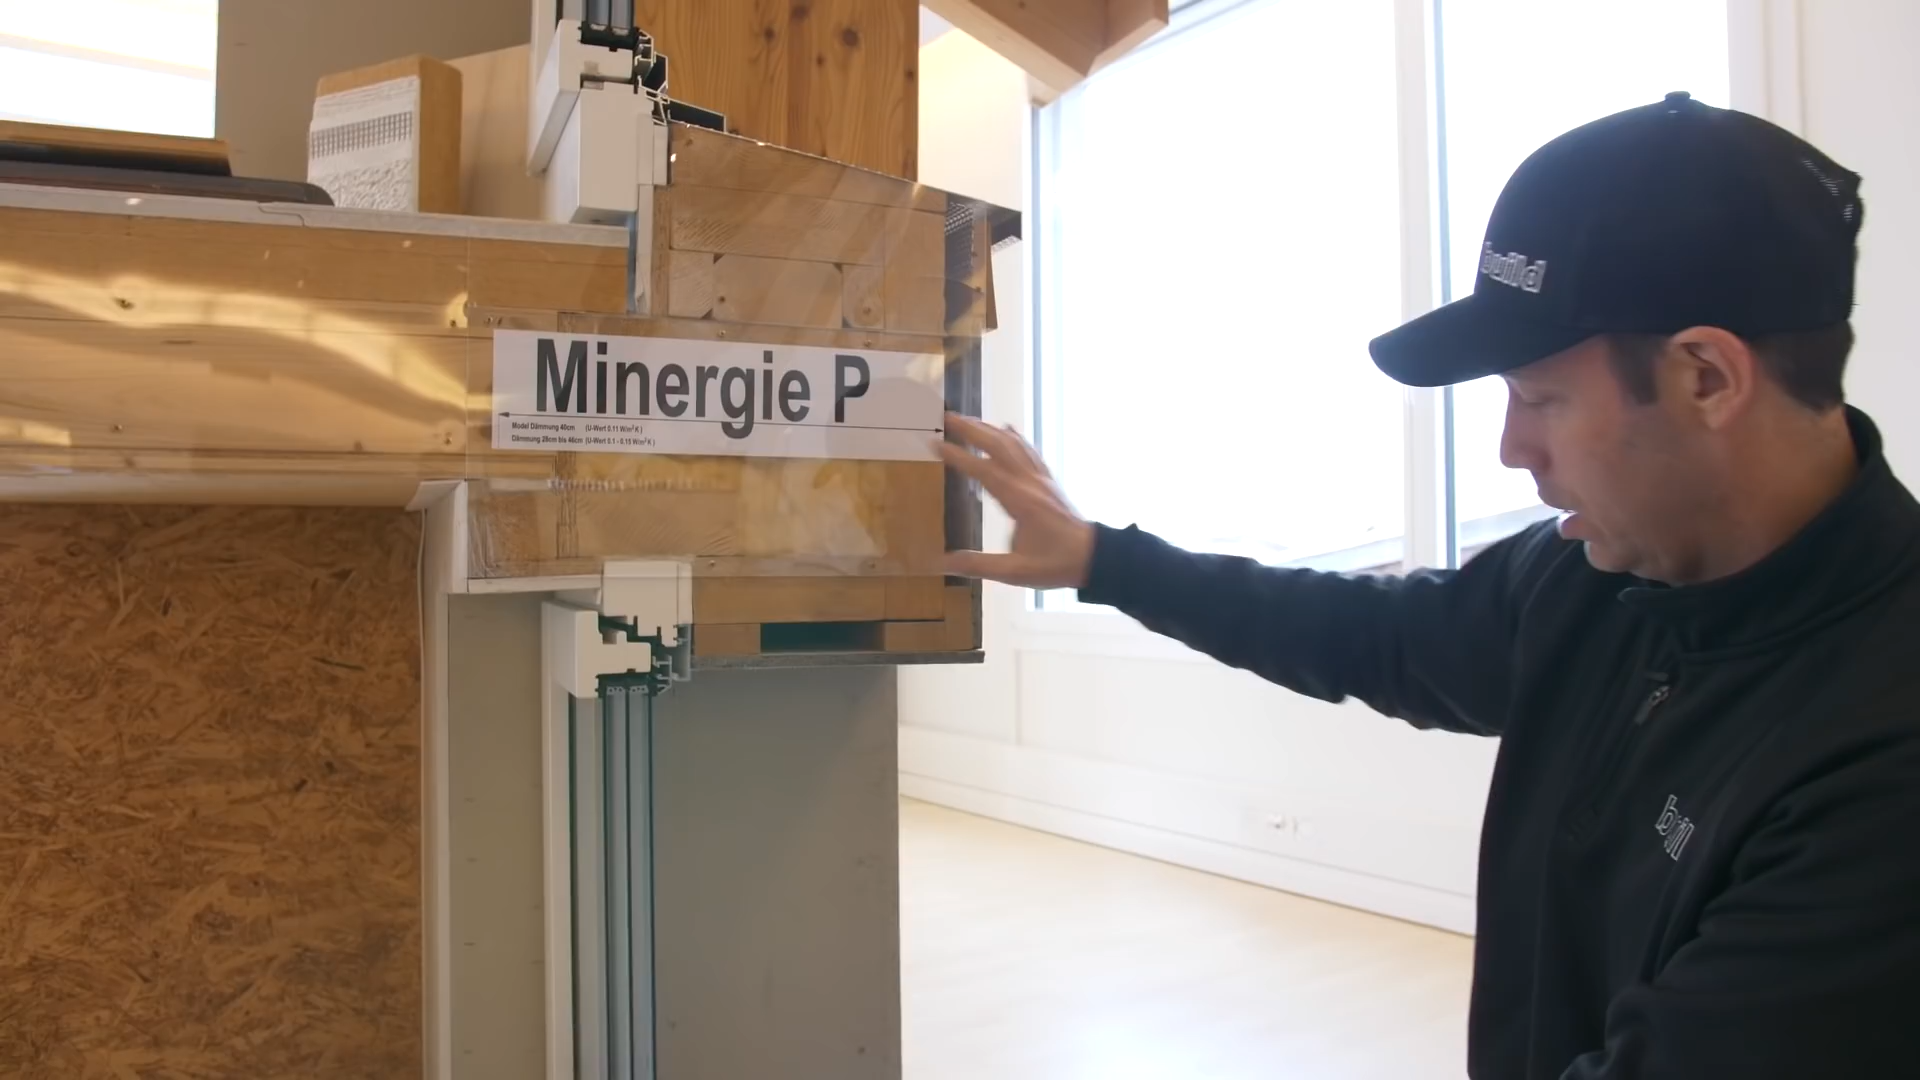 Minergie P
Model Dämmung 40cm (U-Wert 0.11 W/m²K)
Dämmung 28cm bis 46cm (U-Wert 0.1 - 0.15 W/m²K)
build